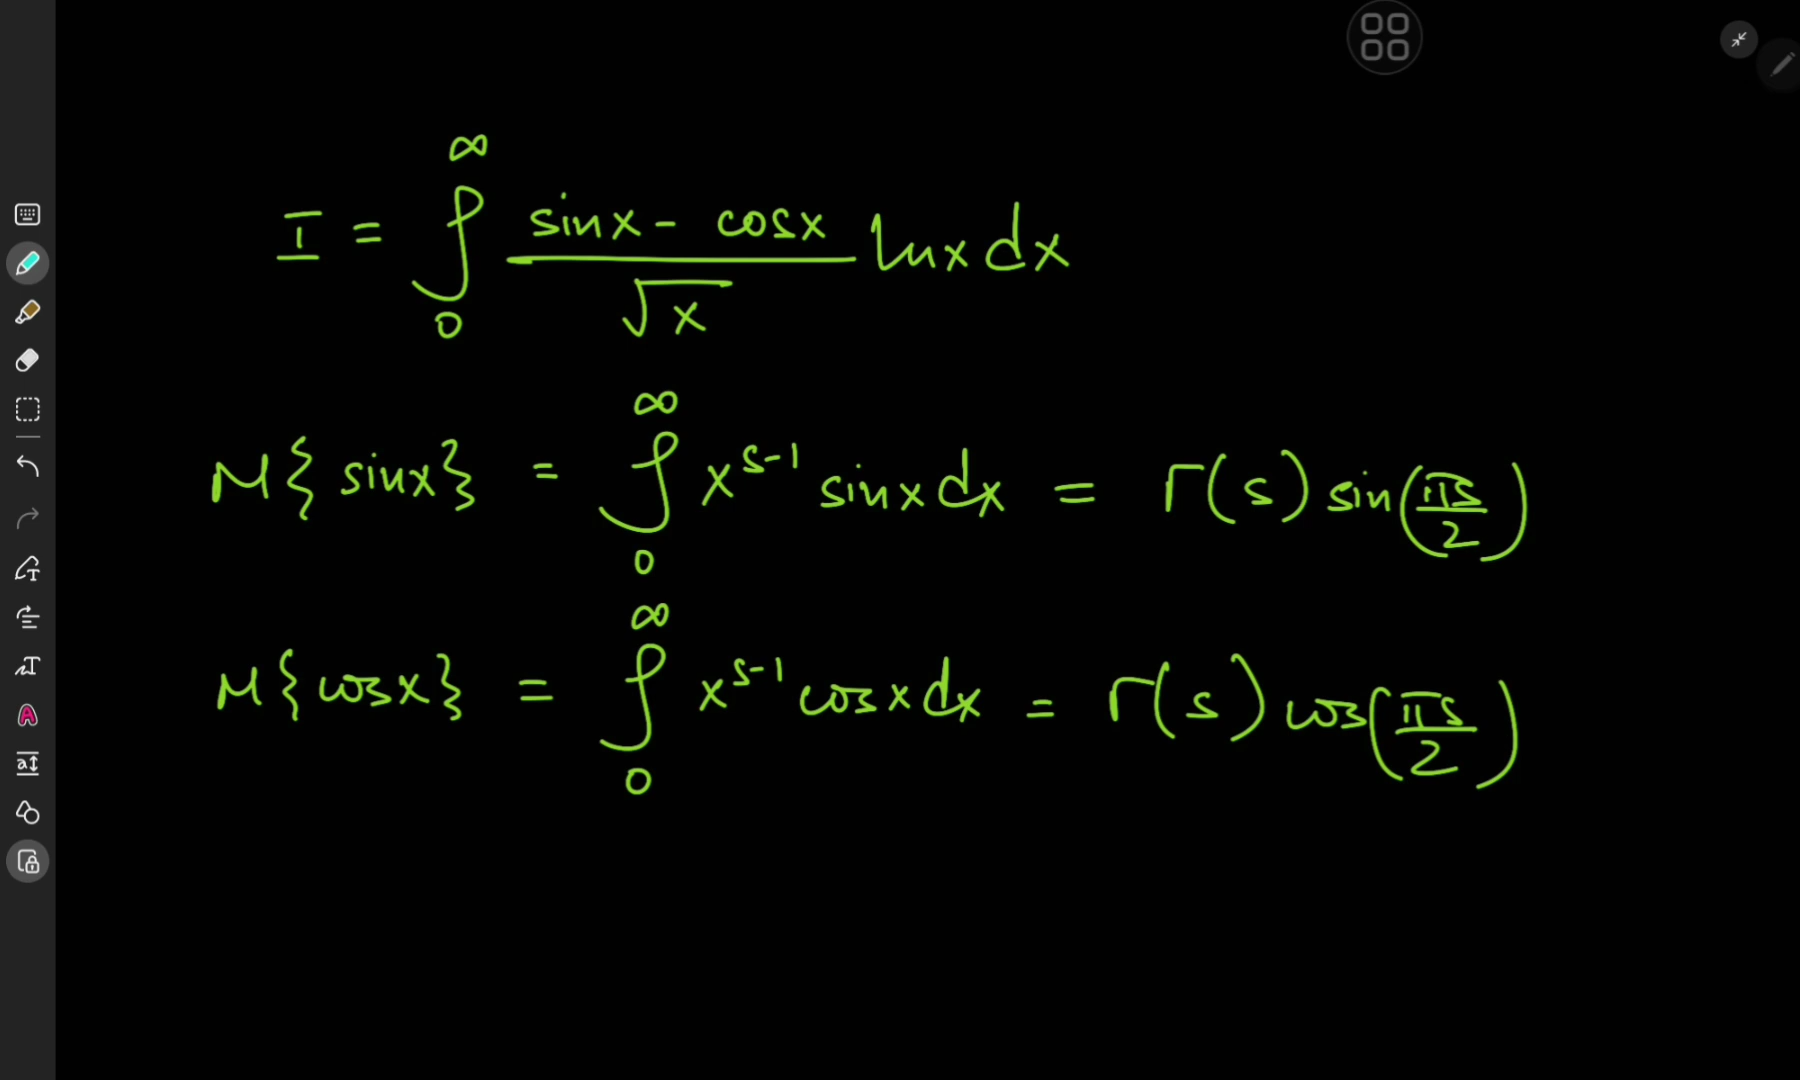 I = ∫₀^∞ (sinx - cosx)/√x lnx dx
M{sinx} = ∫₀^∞ x^(s-1) sinx dx = Γ(s) sin(πs/2)
M{cosx} = ∫₀^∞ x^(s-1) cosx dx = Γ(s) cos(πs/2)